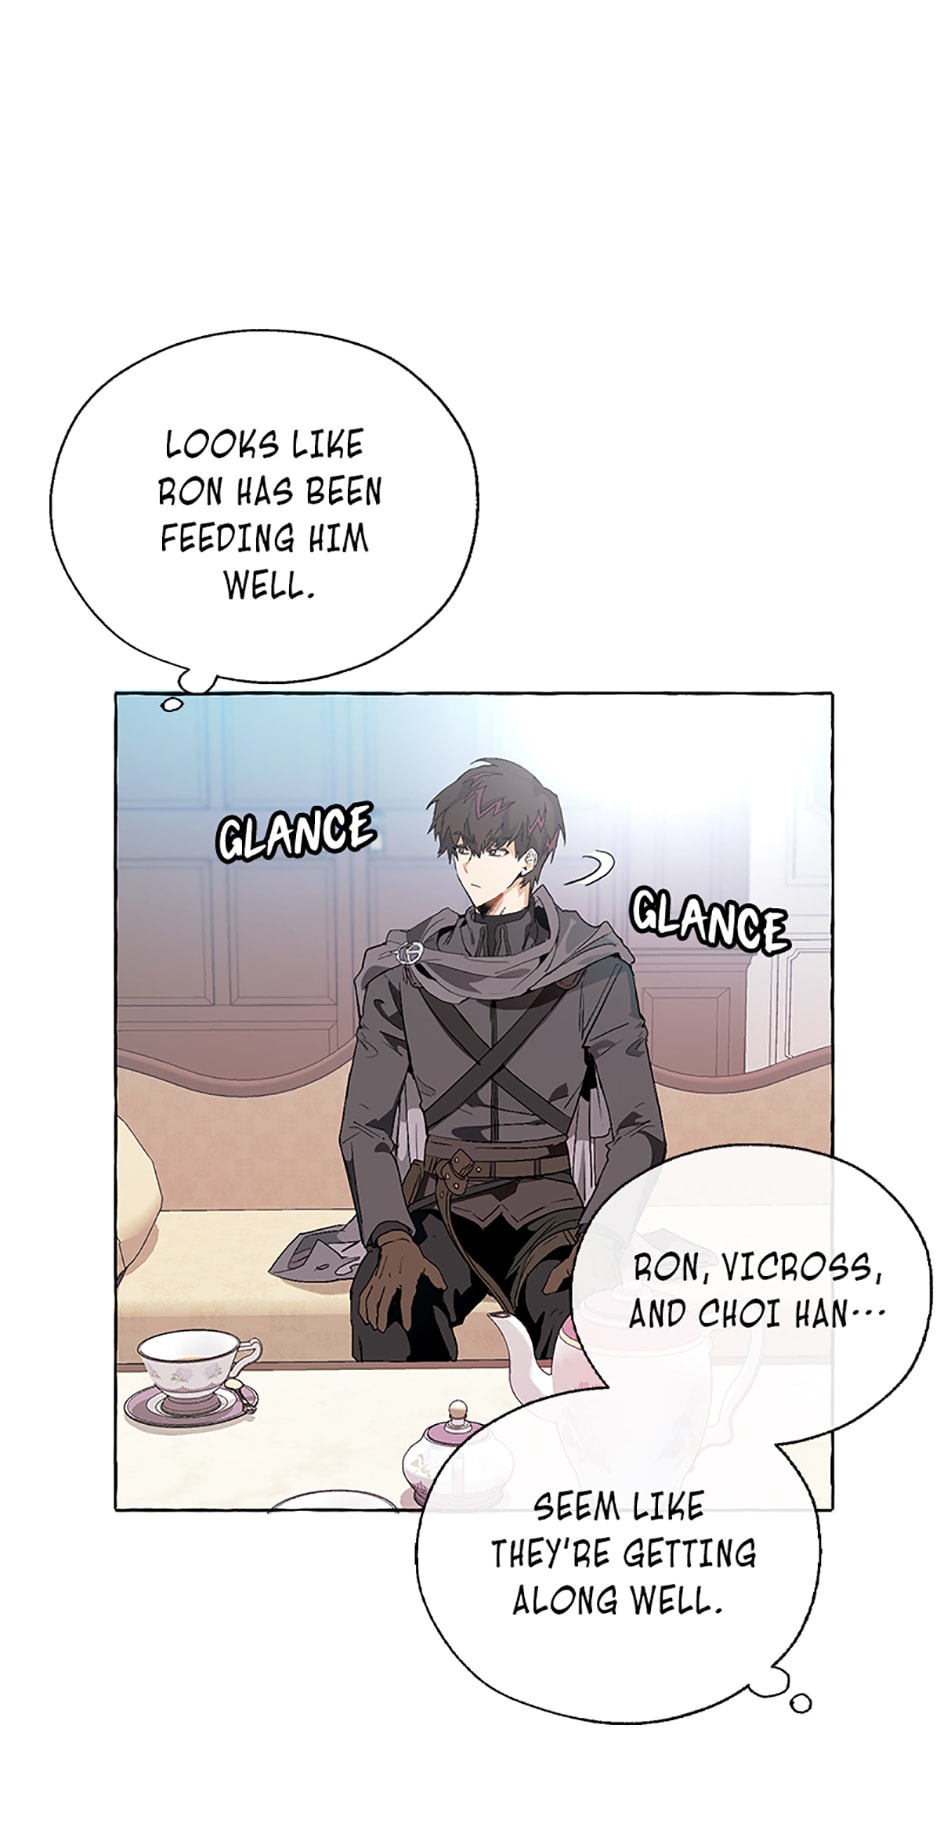 LOOKS LIKE
RON HAS BEEN
FEEDING HIM
WELL.
GLANCE
GLANCE
RON, VICROSS,
AND CHOI HAN...
SEEM LIKE
THEY'RE GETTING
ALONG WELL.